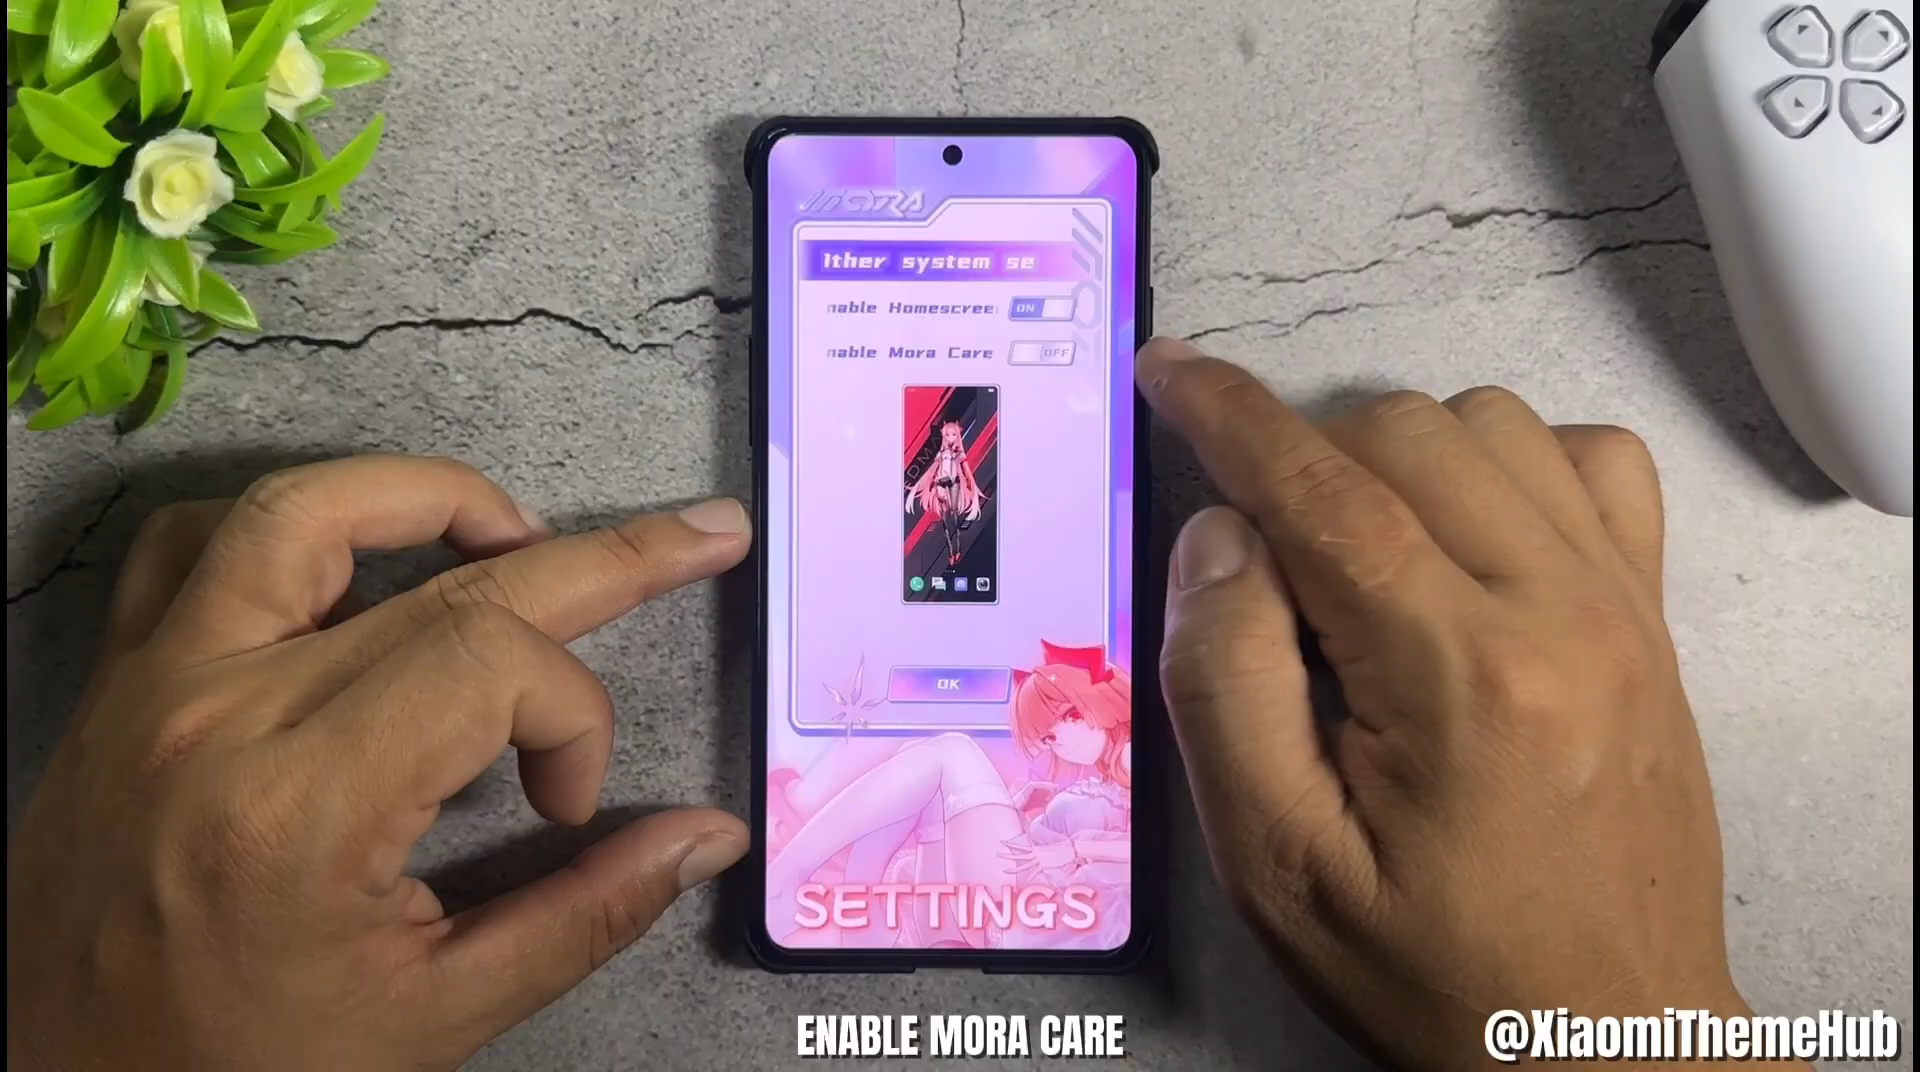 MORA
lther system se
nable Homescree
ON
nable Mora Care
OFF
OK
SETTINGS
ENABLE MORA CARE
@XiaomiThemeHub